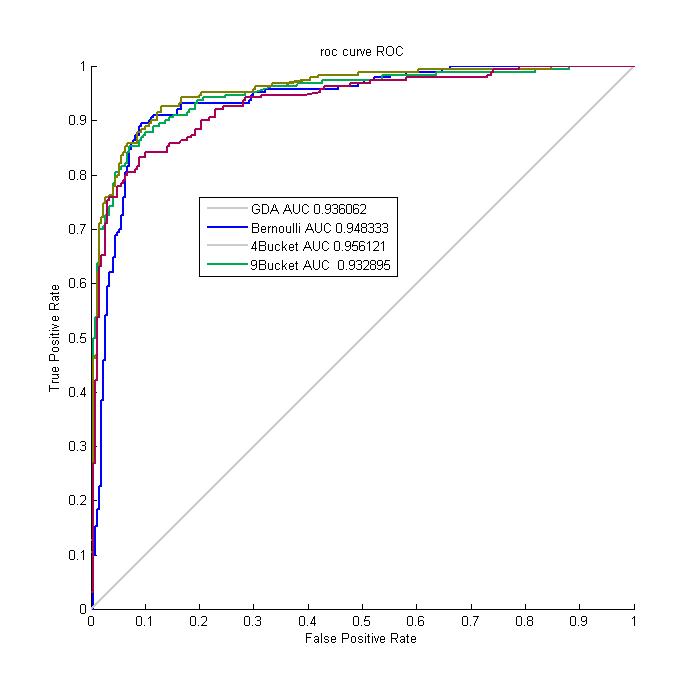 roc curve ROC
1
0.9
0.8
0.7
0.6
0.5
0.4
0.3
0.2
0.1
0
True Positive Rate
GDA AUC 0.936062
Bernoulli AUC 0.948333
4Bucket AUC 0.956121
9Bucket AUC 0.932895
0 0.1 0.2 0.3 0.4 0.5 0.6 0.7 0.8 0.9 1
False Positive Rate